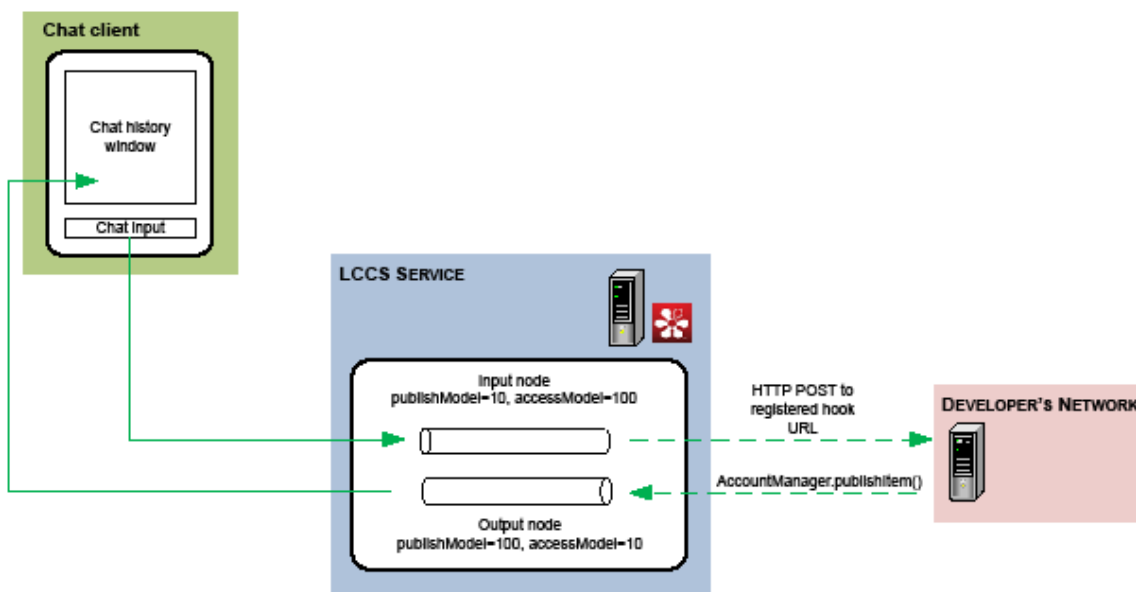 Chat client
Chat history
window
Chat Input
LCCS SERVICE
Input node
publishModel=10, accessModel=100
HTTP POST to
registered hook
URL
DEVELOPER'S NETWORK
AccountManager.publishItem()
Output node
publishModel=100, accessModel=10